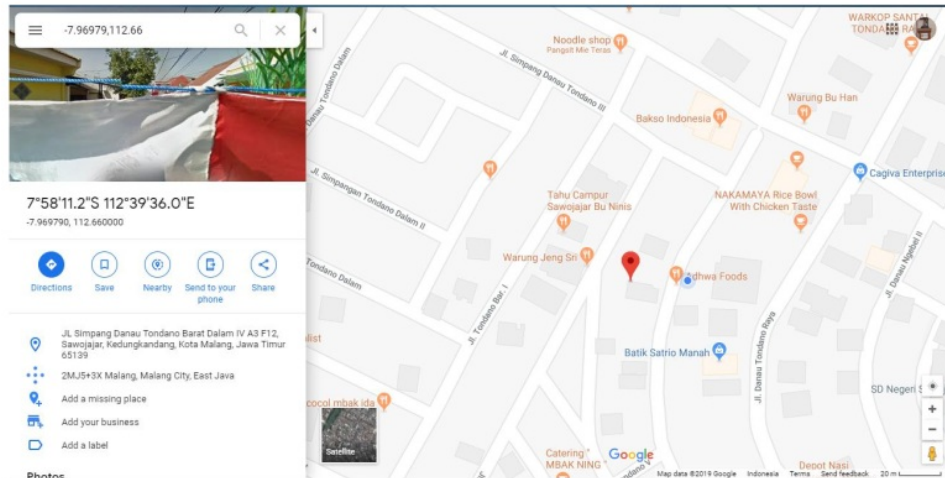 -7.96979,112.66
7°58'11.2"S 112°39'36.0"E
-7.969790, 112.660000
Directions
Save
Nearby
Send to your
phone
Share
JL Simpang Danau Tondano Barat Dalam IV A3 F12,
Sawojajar, Kedungkandang, Kota Malang, Jawa Timur
65139
2MJ5+3X Malang, Malang City, East Java
Add a missing place
Add your business
Add a label
Photos
WARKOP SANTAI
TONDA
Noodle shop
Pangsit Mie Teras
Jl. Simpang Danau Tondano III
Danau Tondano Dalam
Warung Bu Han
Bakso Indonesia
Cagiva Enterprise
Jl. Simpangan Tondano Dalam II
Tahu Campur
Sawojajar Bu Ninis
NAKAMAYA Rice Bowl
With Chicken Taste
Warung Jeng Sri
Adhwa Foods
Jl. Danau Ngebel II
Tondano Dalam
Jl. Tondano Bar. I
Jl. Danau Tondano Raya
Batik Satrio Manah
SD Negeri
cocol mbak ida
Satellite
Catering "
"MBAK NING"
Tondano V
Google
Depot Nasi
Map data ©2019 Google
Indonesia
Terms
Send feedback
20 m